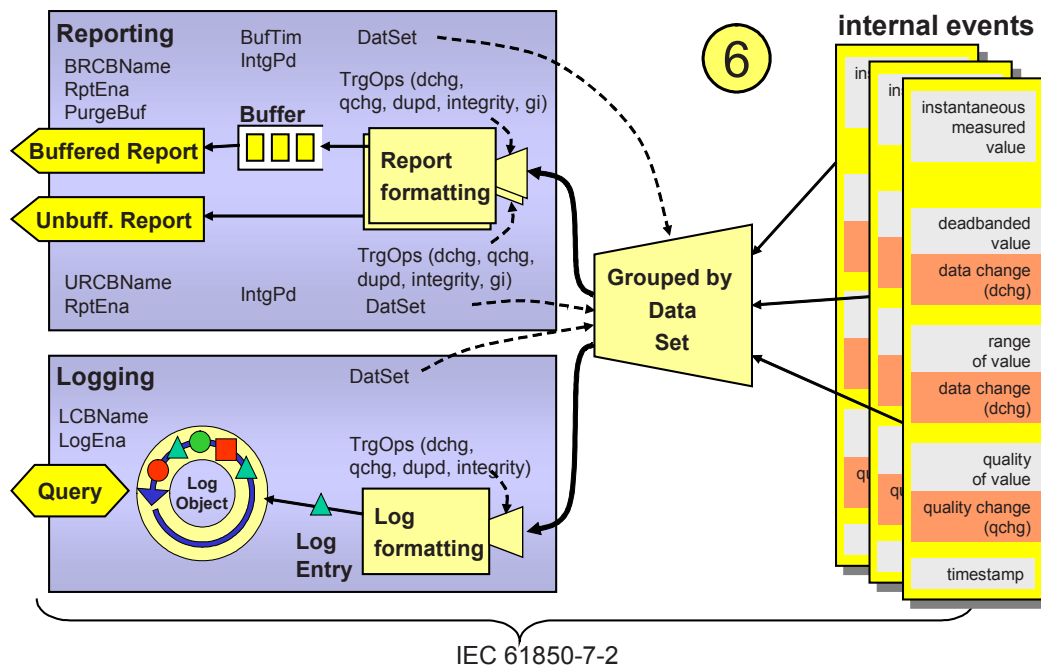 Reporting
BufTim
IntgPd
DatSet
BRCBName
RptEna
PurgeBuf
TrgOps (dchg,
qchg, dupd, integrity, gi)
Buffer
Buffered Report
Report
formatting
Unbuff. Report
TrgOps (dchg, qchg,
dupd, integrity, gi)
URCBName
RptEna
IntgPd
DatSet
6
Grouped by
Data
Set
internal events
ins
ins
instantaneous
measured
value
deadbanded
value
data change
(dchg)
range
of value
data change
(dchg)
quality
of value
qu
qu
quality change
(qchg)
timestamp
Logging
DatSet
LCBName
LogEna
TrgOps (dchg,
qchg, dupd, integrity)
Query
Log
Object
Log
Entry
Log
formatting
IEC 61850-7-2